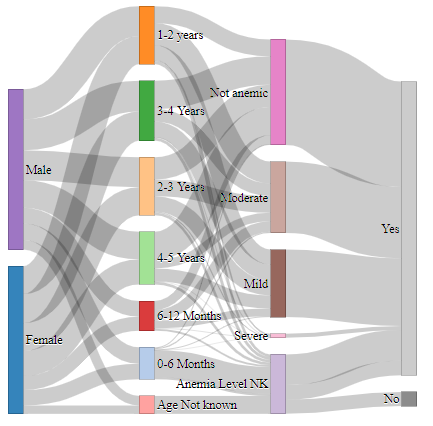 Male
Female
1-2 years
3-4 Years
2-3 Years
4-5 Years
6-12 Months
0-6 Months
Age Not known
Not anemic
Moderate
Mild
Severe
Anemia Level NK
Yes
No